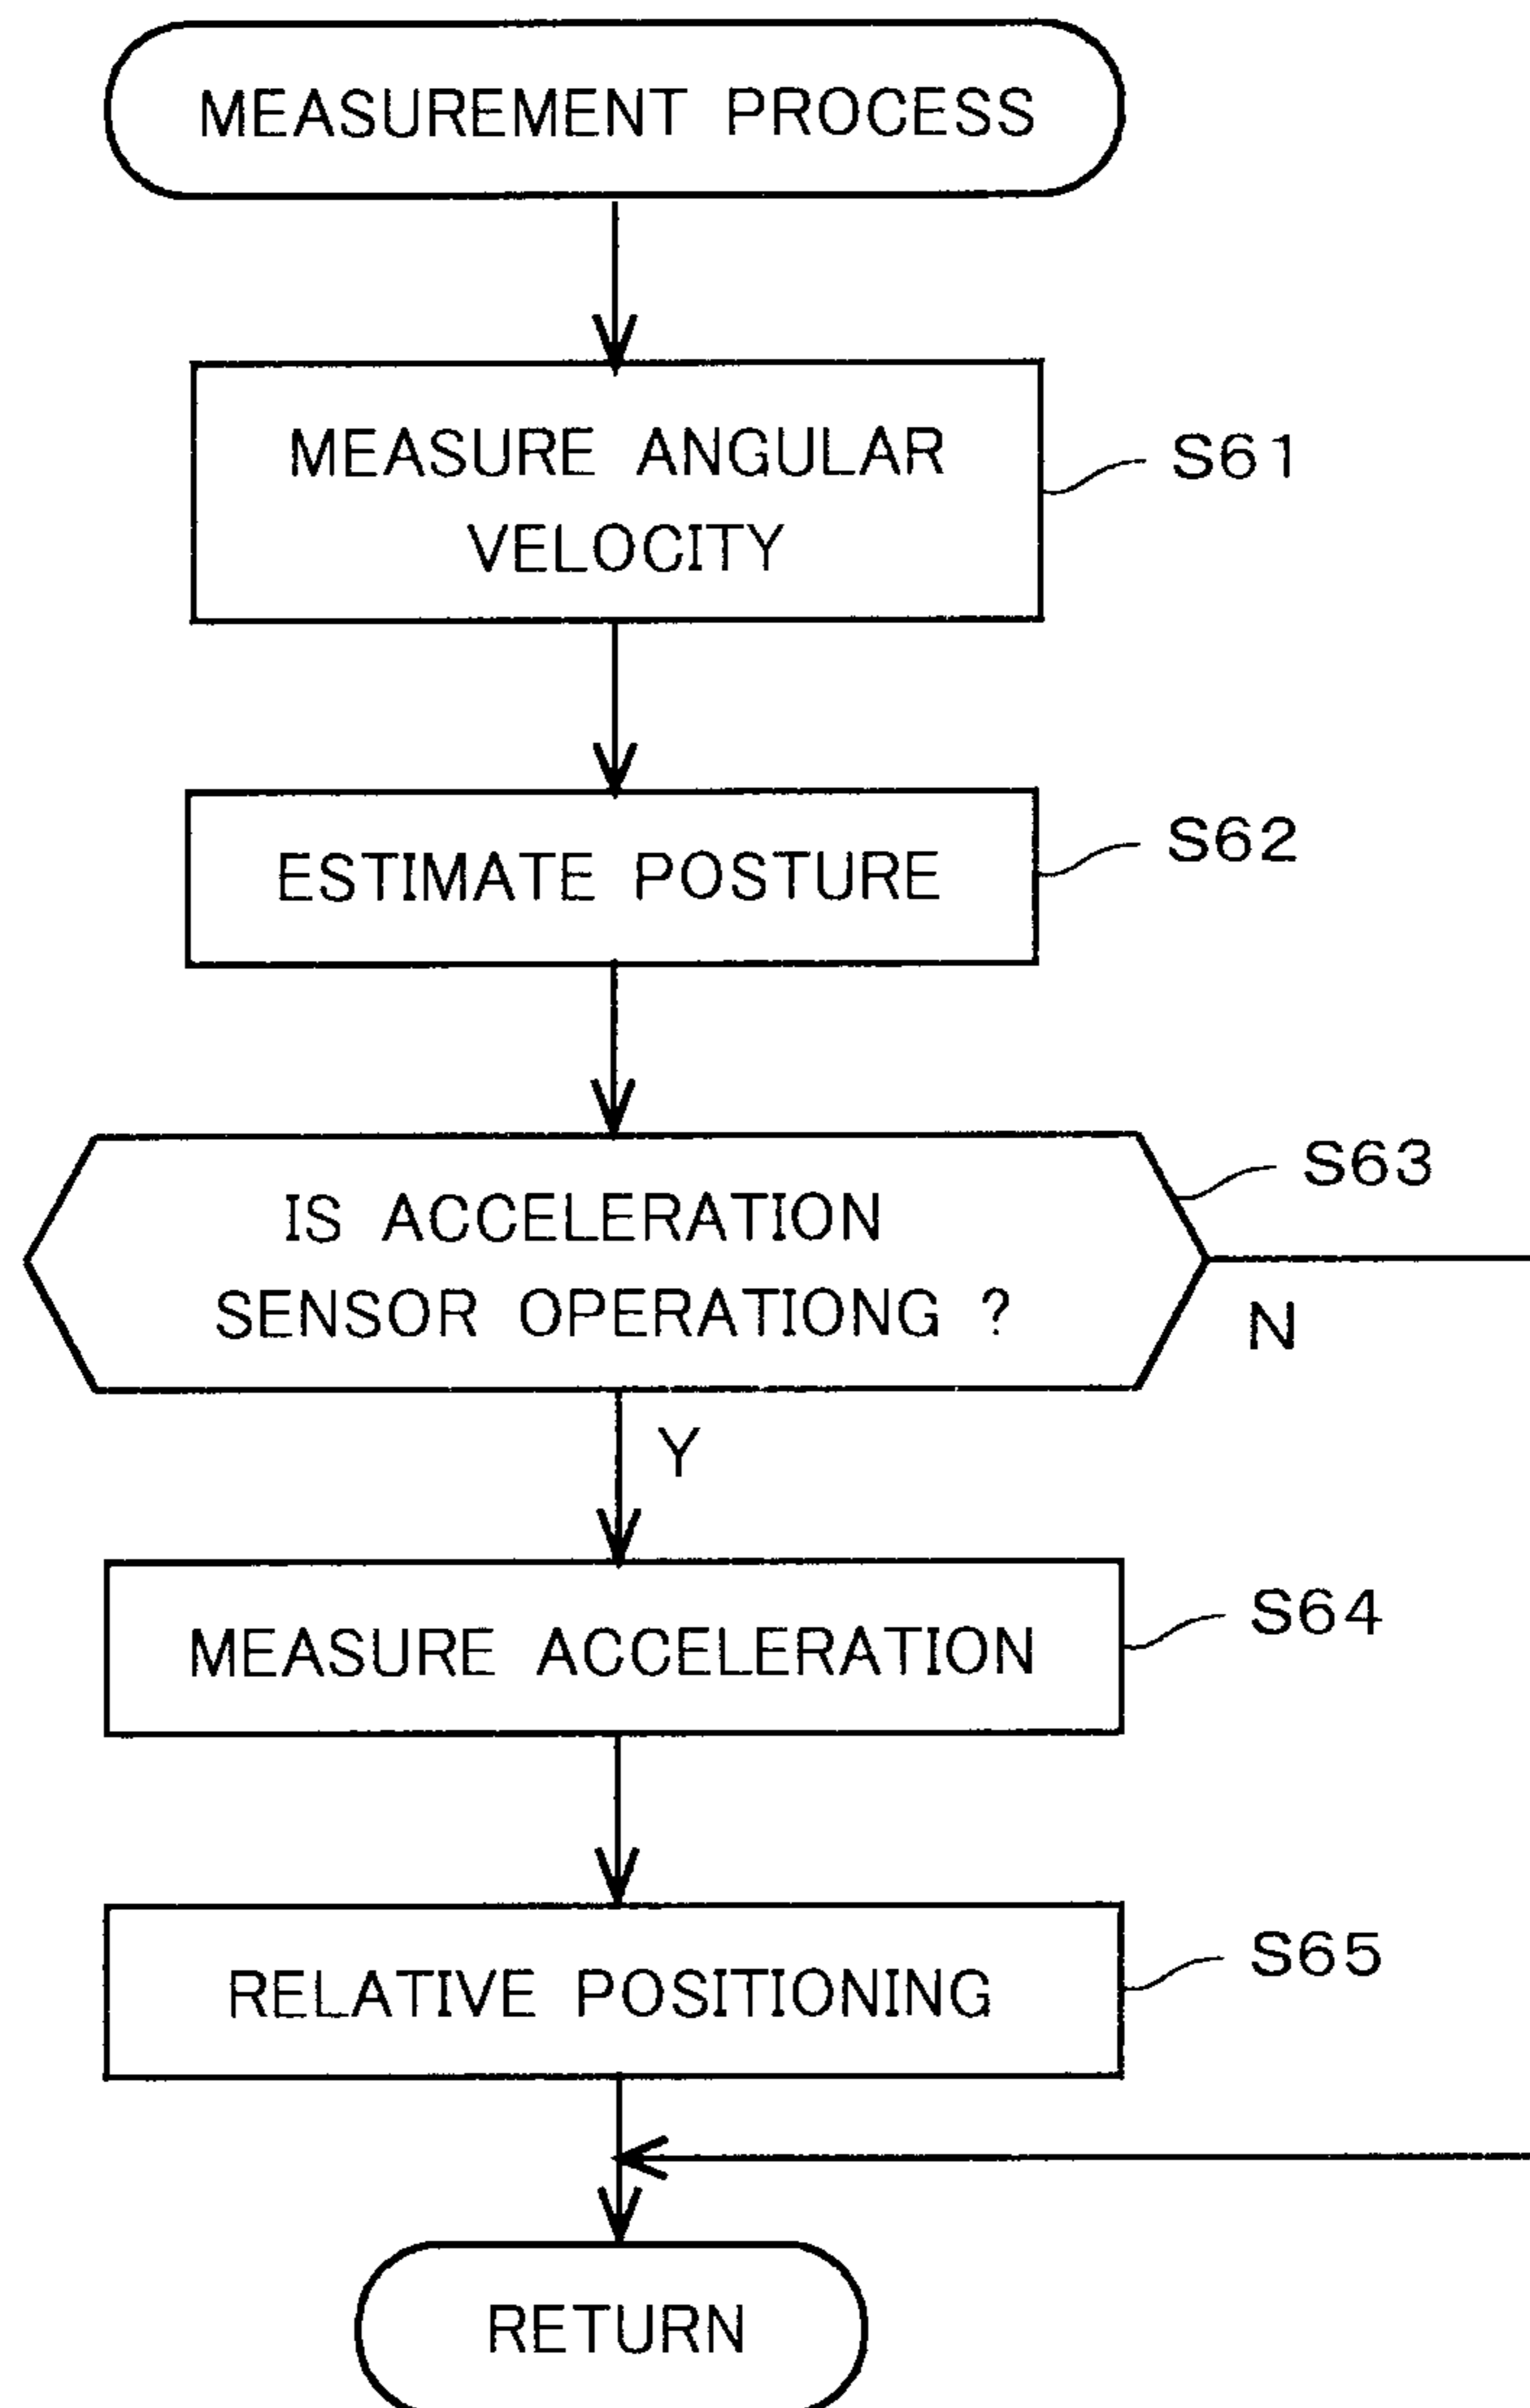 MEASUREMENT PROCESS
MEASURE ANGULAR
VELOCITY
S61
ESTIMATE POSTURE
S62
IS ACCELERATION
SENSOR OPERATIONG ?
S63
N
Y
MEASURE ACCELERATION
S64
RELATIVE POSITIONING
S65
RETURN